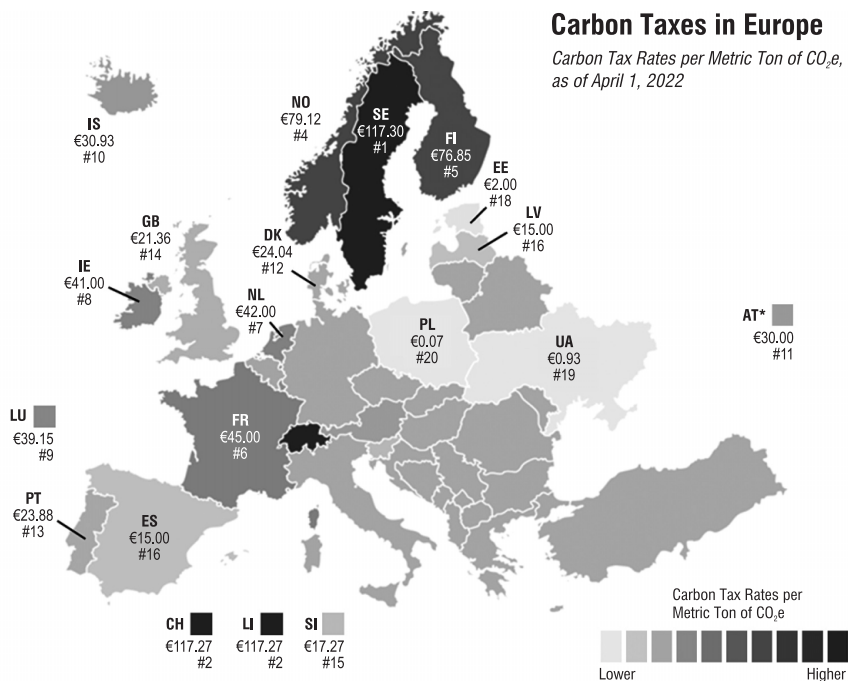 Carbon Taxes in Europe
Carbon Tax Rates per Metric Ton of CO₂e,
as of April 1, 2022
IS
€30.93
#10
NO
€79.12
#4
SE
€117.30
#1
FI
€76.85
#5
EE
€2.00
#18
LV
€15.00
#16
GB
€21.36
#14
DK
€24.04
#12
IE
€41.00
#8
NL
€42.00
#7
PL
€0.07
#20
UA
€0.93
#19
AT*
€30.00
#11
LU
€39.15
#9
FR
€45.00
#6
PT
€23.88
#13
ES
€15.00
#16
CH
€117.27
#2
LI
€117.27
#2
SI
€17.27
#15
Carbon Tax Rates per
Metric Ton of CO₂e
Lower
Higher